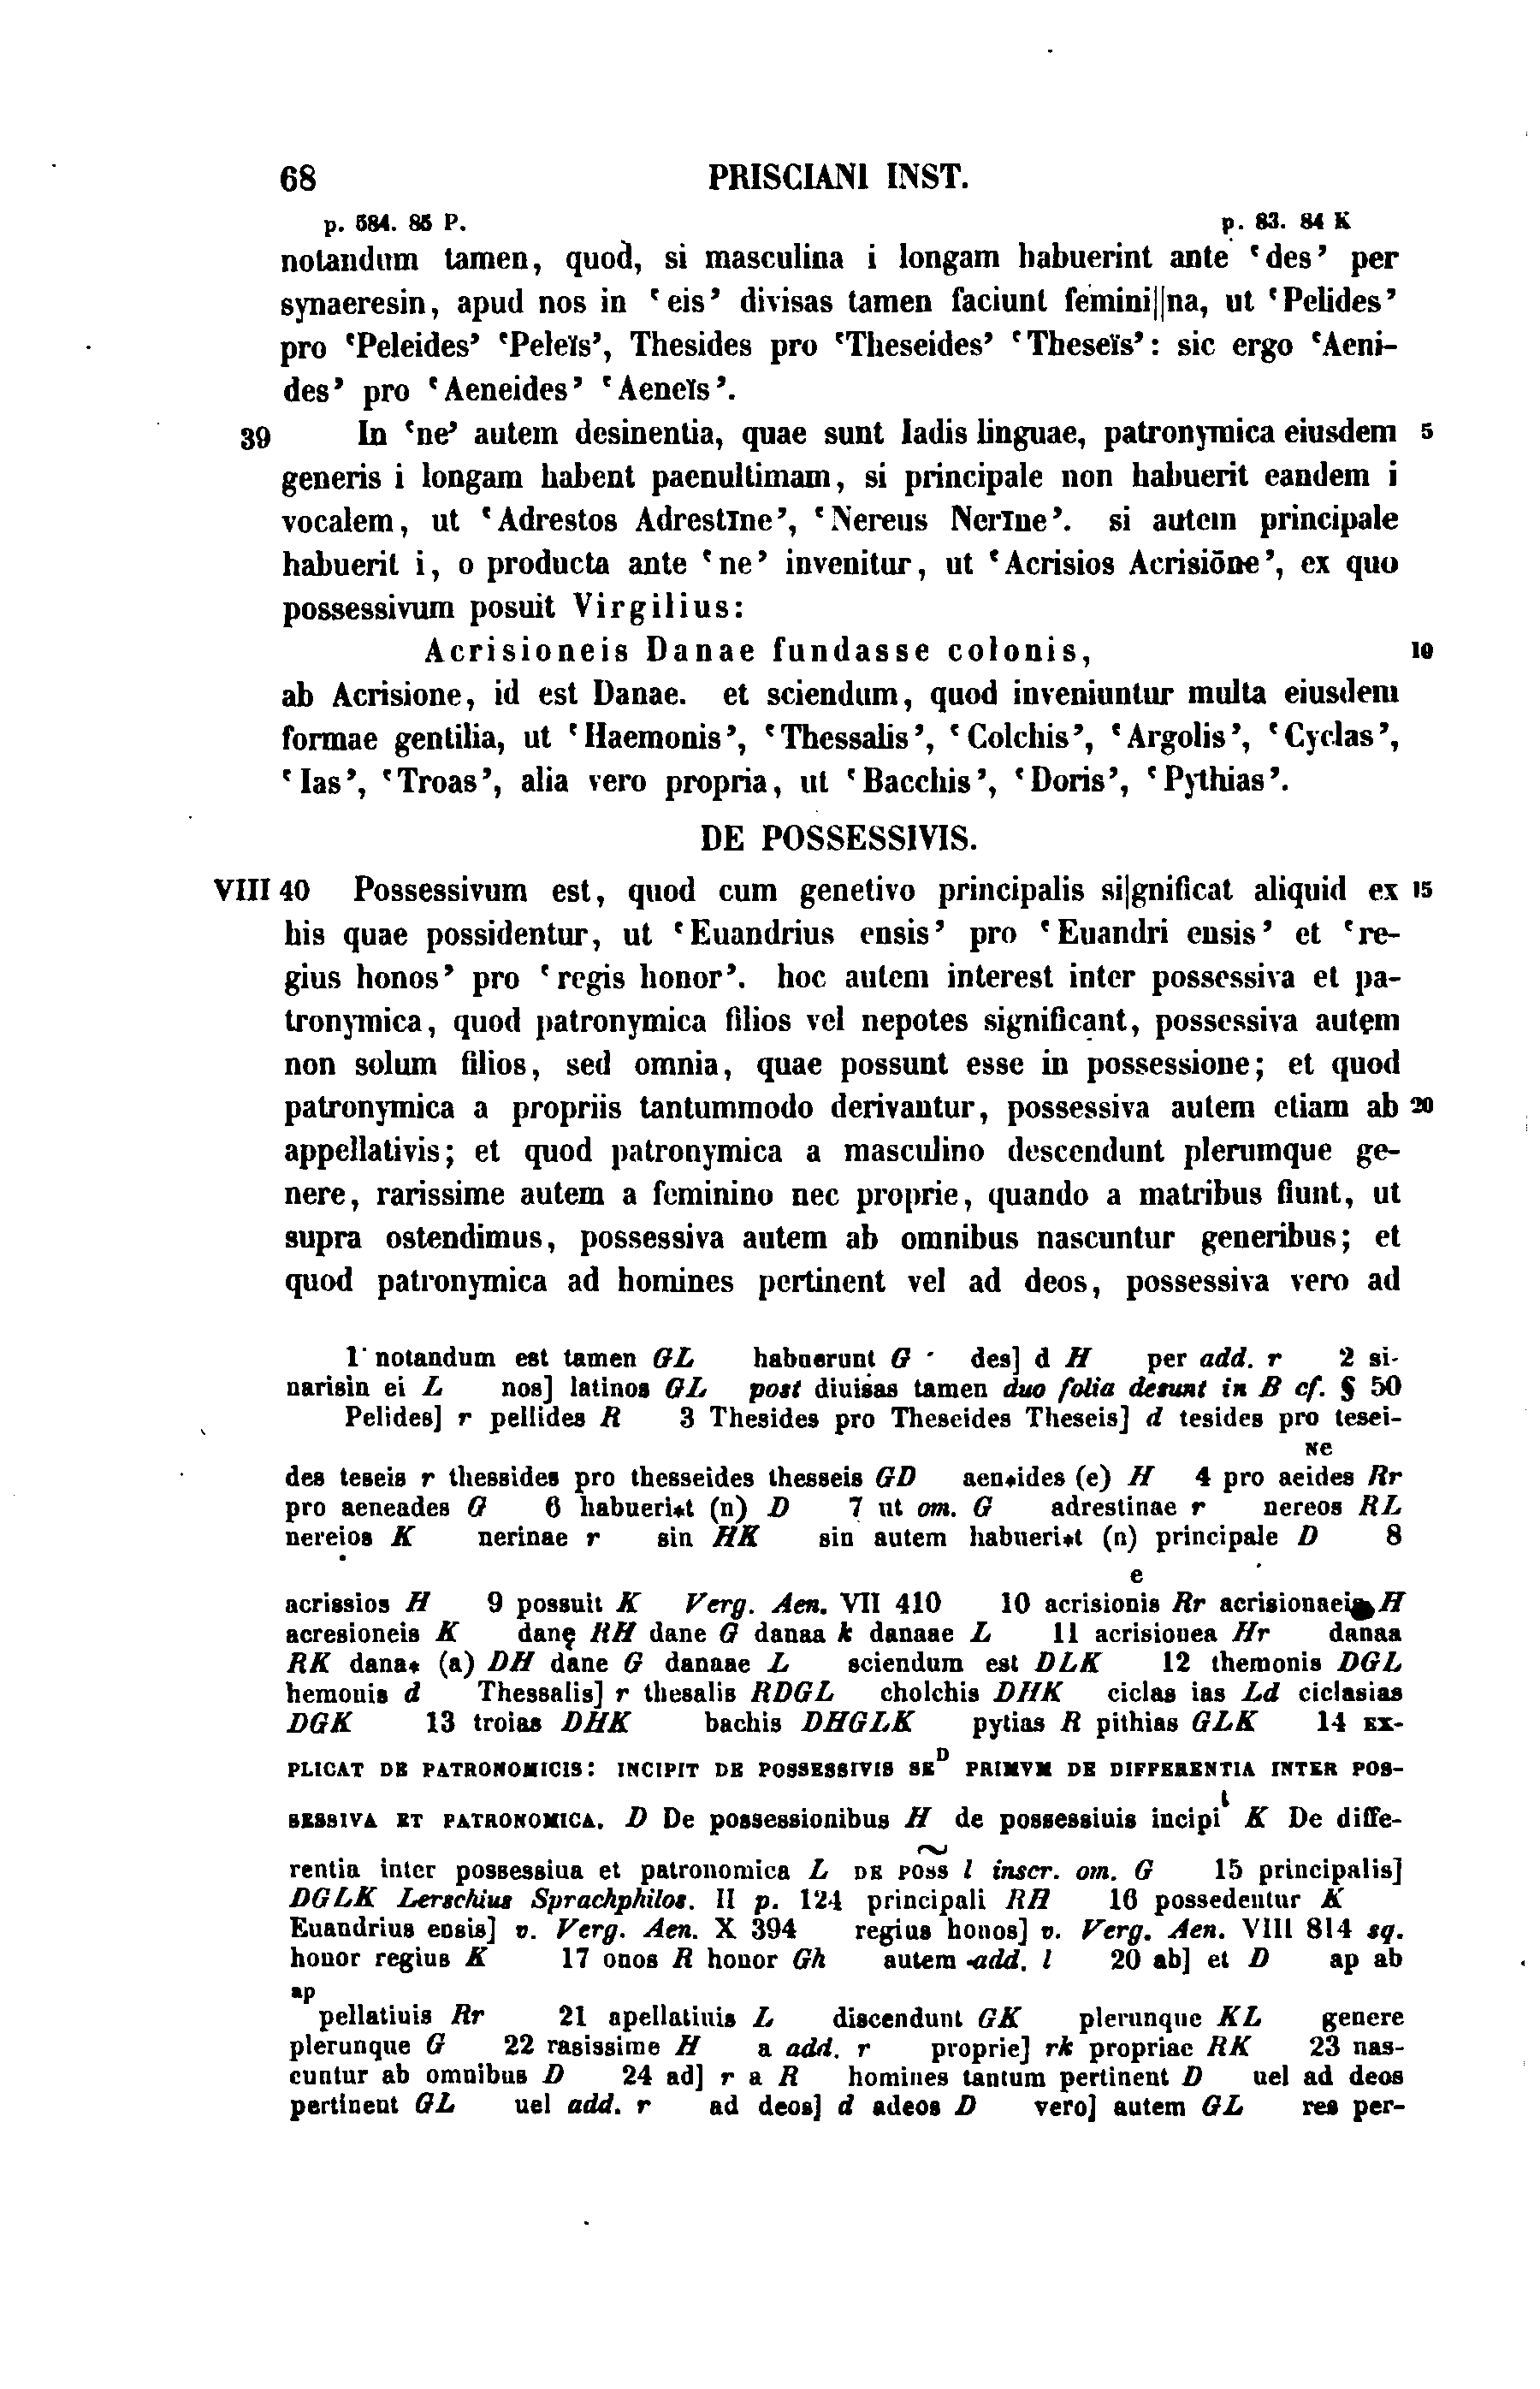 68 PRISCIANI INST.
p. 584. 85 P. p. 83. 84 K
notandum tamen, quod, si masculina i longam habuerint ante ‘des’ per
synaeresin, apud nos in ‘eis’ divisas tamen faciunt femini||na, ut ‘Pelides’
pro ‘Peleides’ ‘Peleïs’, Thesides pro ‘Theseides’ ‘Theseïs’: sic ergo ‘Aeni-
des’ pro ‘Aeneides’ ‘Aeneïs’.
39 In ‘ne’ autem desinentia, quae sunt Iadis linguae, patronymica eiusdem 5
generis i longam habent paenultimam, si principale non habuerit eandem i
vocalem, ut ‘Adrestos Adrestīne’, ‘Nereus Nerīne’. si autem principale
habuerit i, o producta ante ‘ne’ invenitur, ut ‘Acrisios Acrisiōne’, ex quo
possessivum posuit Virgilius:
Acrisioneis Danae fundasse colonis, 10
ab Acrisione, id est Danae. et sciendum, quod inveniuntur multa eiusdem
formae gentilia, ut ‘Haemonis’, ‘Thessalis’, ‘Colchis’, ‘Argolis’, ‘Cyclas’,
‘Ias’, ‘Troas’, alia vero propria, ut ‘Bacchis’, ‘Doris’, ‘Pythias’.
DE POSSESSIVIS.
VIII 40 Possessivum est, quod cum genetivo principalis si|gnificat aliquid ex 15
his quae possidentur, ut ‘Euandrius ensis’ pro ‘Euandri ensis’ et ‘re-
gius honos’ pro ‘regis honor’. hoc autem interest inter possessiva et pa-
tronymica, quod patronymica filios vel nepotes significant, possessiva autem
non solum filios, sed omnia, quae possunt esse in possessione; et quod
patronymica a propriis tantummodo derivantur, possessiva autem etiam ab 20
appellativis; et quod patronymica a masculino descendunt plerumque ge-
nere, rarissime autem a feminino nec proprie, quando a matribus fiunt, ut
supra ostendimus, possessiva autem ab omnibus nascuntur generibus; et
quod patronymica ad homines pertinent vel ad deos, possessiva vero ad
1 notandum est tamen GL habuerunt G des] d H per add. r 2 si-
narisin ei L nos] latinos GL post diuisas tamen duo folia desunt in B cf. § 50
Pelides] r pellides R 3 Thesides pro Theseides Theseis] d tesides pro tesei-
ne
des teseis r thessides pro thesseides thesseis GD aen*ides (e) H 4 pro aeides Rr
pro aeneades G 6 habueri*t (n) D 7 ut om. G adrestinae r nereos RL
nereios K nerinae r sin HK sin autem habueri*t (n) principale D 8
e
acrissios H 9 possuit K Verg. Aen. VII 410 10 acrisionis Rr acrisionaei H
acresioneis K danę RH dane G danaa k danaae L 11 acrisionea Hr danaa
RK dana* (a) DH dane G danaae L sciendum est DLK 12 themonis DGL
hemonis d Thessalis] r thesalis RDGL cholchis DHK ciclas ias Ld ciclasias
DGK 13 troias DHK bachis DHGLK pytias R pithias GLK 14 EX-
PLICAT DE PATRONOMICIS: INCIPIT DE POSSESSIVIS SED PRIMVM DE DIFFERENTIA INTER POS-
SESSIVA ET PATRONOMICA. D De possessionibus H de possessiuis incipit K De diffe-
rentia inter possessiua et patronomica L DE POSS l inscr. om. G 15 principalis]
DGLK Lerschius Sprachphilos. II p. 124 principali RH 16 possedentur K
Euandrius ensis] v. Verg. Aen. X 394 regius honos] v. Verg. Aen. VIII 814 sq.
honor regius K 17 onos R honor Gh autem add. l 20 ab] et D ap ab
ap
pellatiuis Rr 21 apellatiuis L discendunt GK plerunque KL genere
plerunque G 22 rasissime H a add. r proprie] rk propriae RK 23 nas-
cuntur ab omnibus D 24 ad] r a R homines tantum pertinent D uel ad deos
pertinent GL uel add. r ad deos] d adeos D vero] autem GL res per-